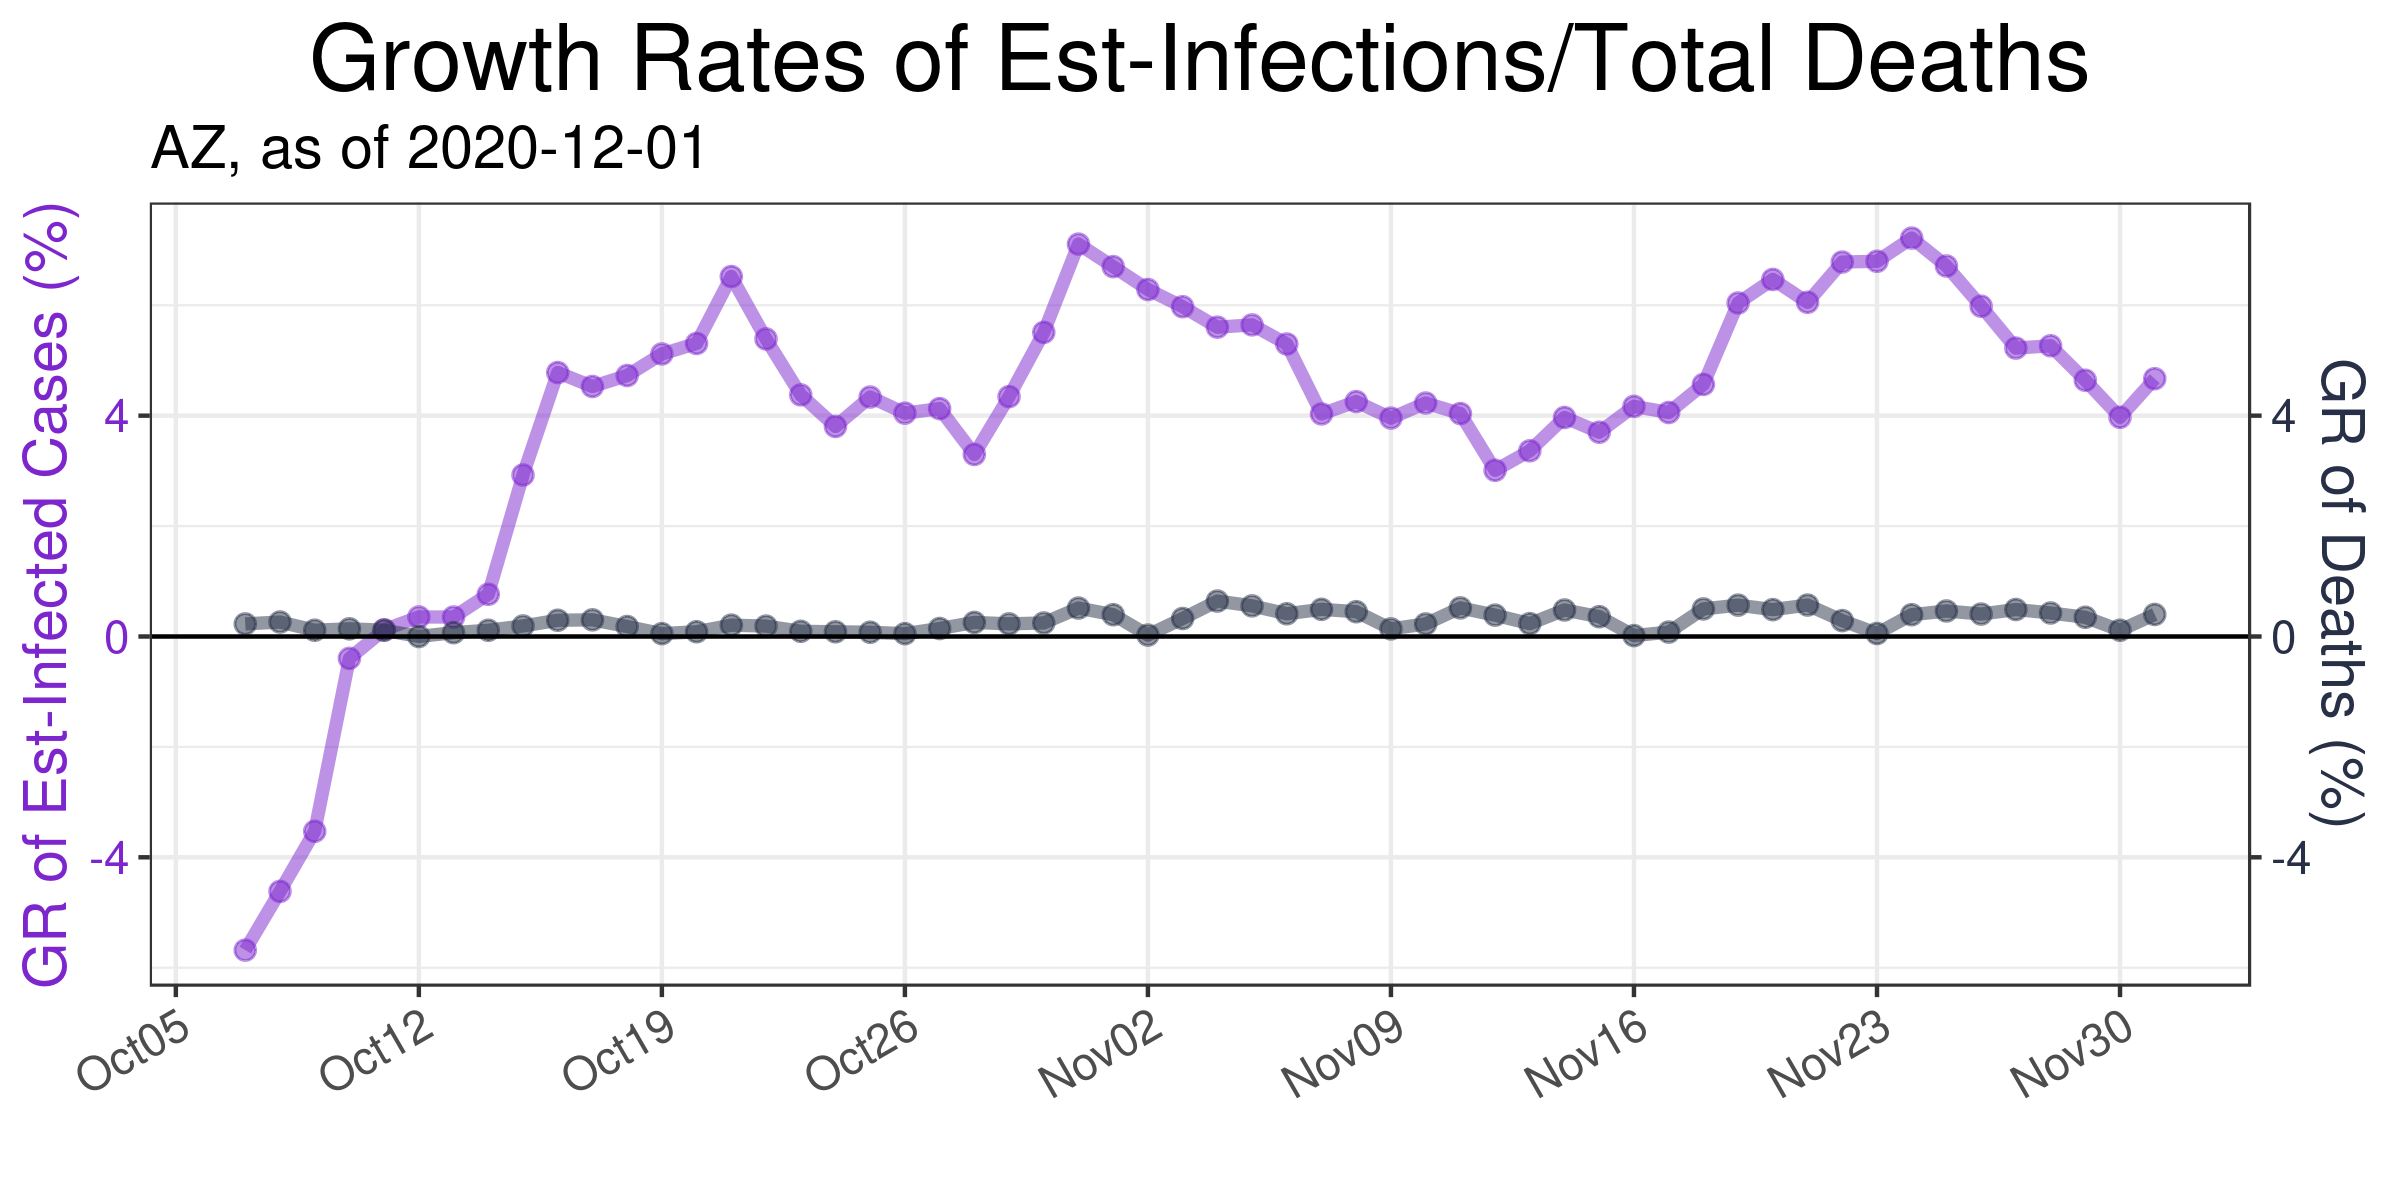 Growth Rates of Est-Infections/Total Deaths
AZ, as of 2020-12-01
GR of Est-Infected Cases (%)
4
0
-4
4
0
-4
GR of Deaths (%)
Oct05
Oct12
Oct19
Oct26
Nov02
Nov09
Nov16
Nov23
Nov30